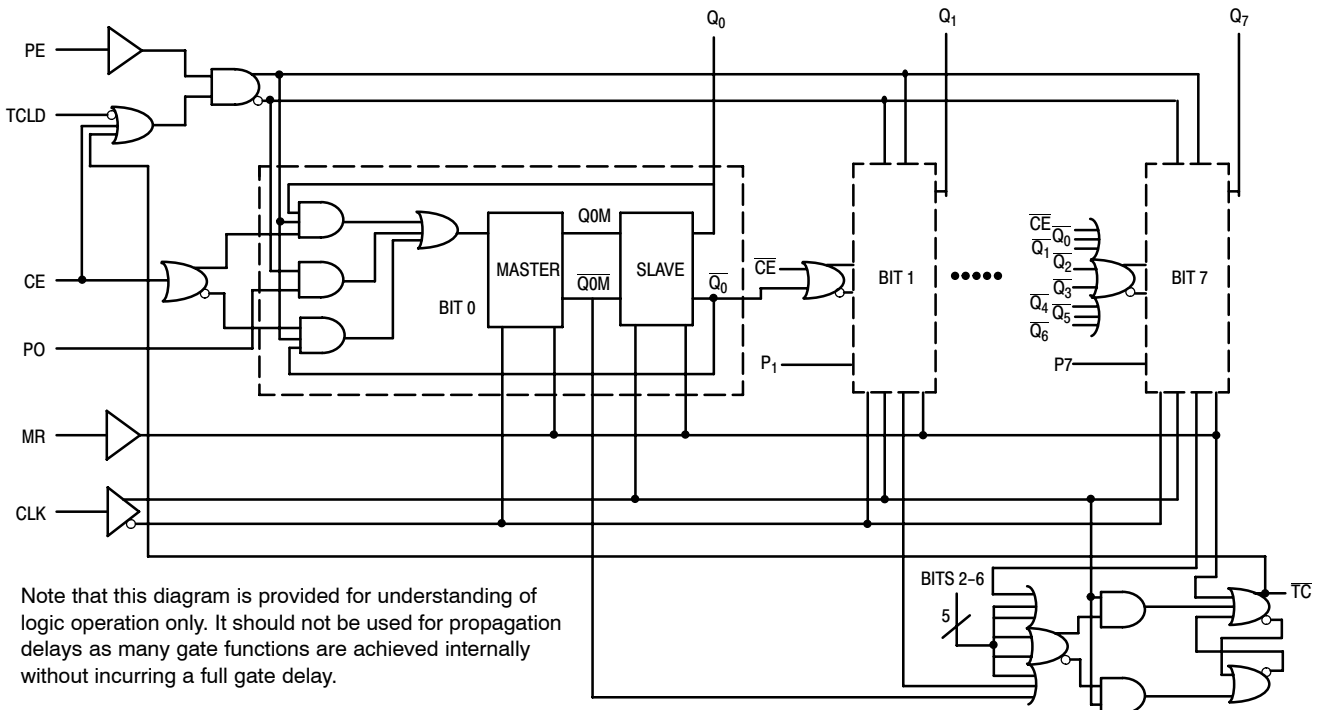 Q0
Q1
Q7
PE
TCLD
CE
PO
MR
CLK
Q0M
Q0M
MASTER
SLAVE
BIT 0
Q0
CE
BIT 1
P1
CE
Q0
Q1
Q2
Q3
Q4
Q5
Q6
BIT 7
P7
BITS 2-6
5
TC
Note that this diagram is provided for understanding of
logic operation only. It should not be used for propagation
delays as many gate functions are achieved internally
without incurring a full gate delay.